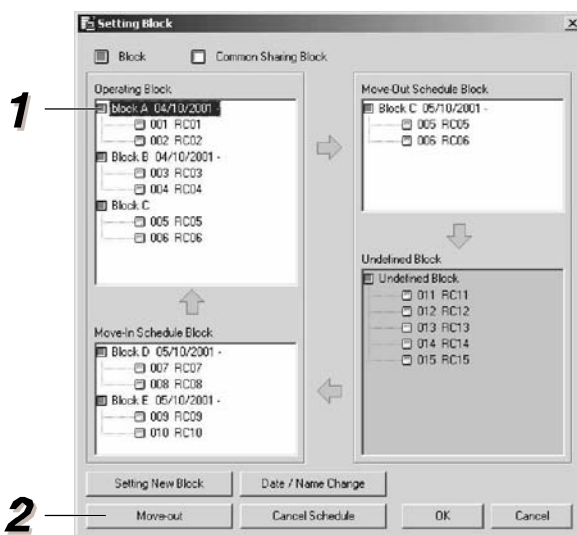 Setting Block
Block Common Sharing Block
Operating Block
1
block A 04/10/2001 -
001 RC01
002 RC02
Block B 04/10/2001 -
003 RC03
004 RC04
Block C
005 RC05
006 RC06
Move-Out Schedule Block
Block C 05/10/2001 -
005 RC05
006 RC06
Undefined Block
Undefined Block
011 RC11
012 RC12
013 RC13
014 RC14
015 RC15
Move-In Schedule Block
Block D 05/10/2001 -
007 RC07
008 RC08
Block E 05/10/2001 -
009 RC09
010 RC10
Setting New Block Date / Name Change
2 Move-out Cancel Schedule OK Cancel